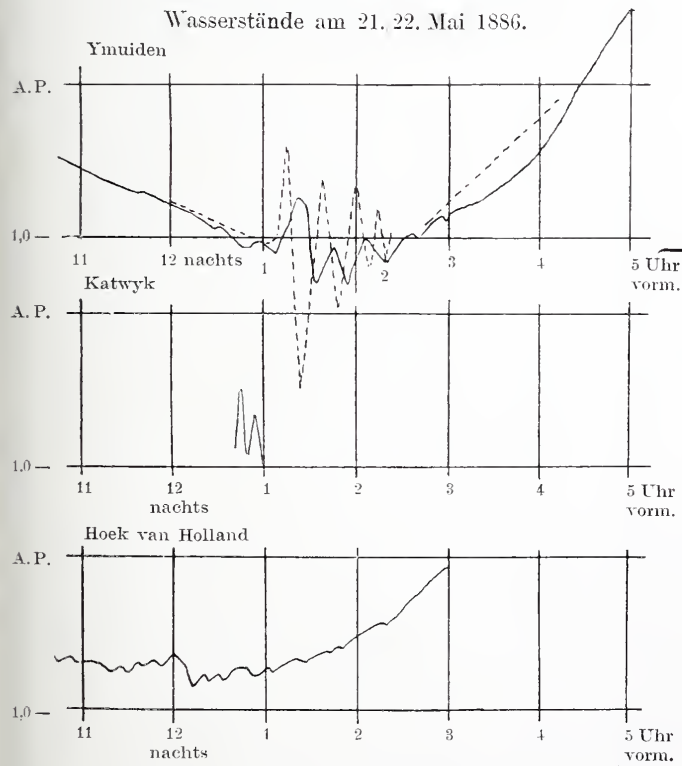 Wasserstände am 21. 22. Mai 1886.
Ymuiden
A.P.
1,0
11 12 nachts 1 2 3 4 5 Uhr
vorm.
Katwyk
A.P.
1,0
11 12 1 2 3 4 5 Uhr
nachts vorm.
Hoek van Holland
A.P.
1,0
11 12 1 2 3 4 5 Uhr
nachts vorm.